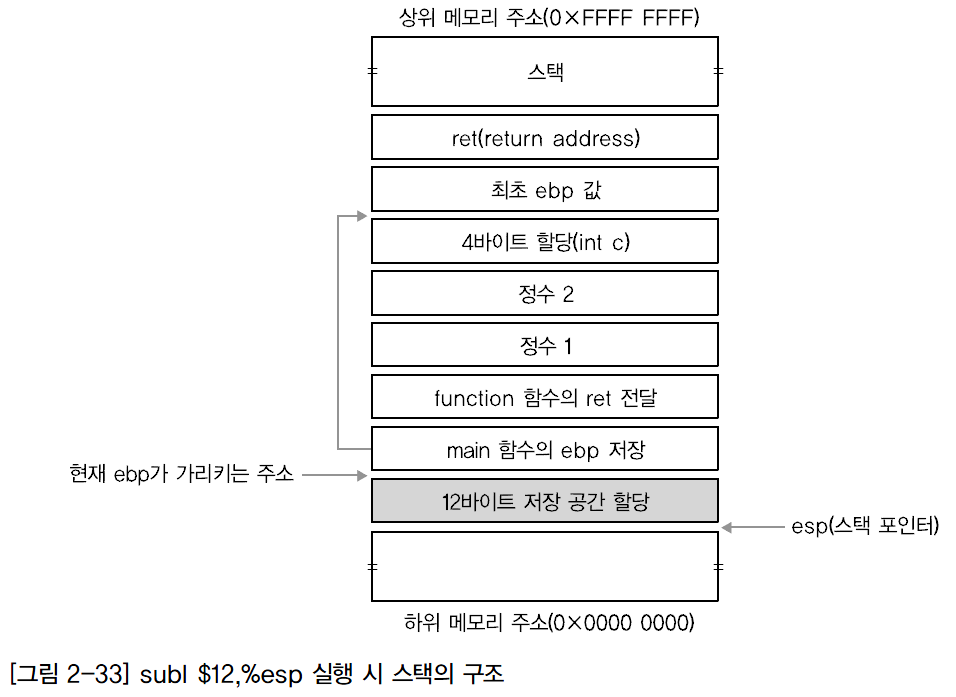 상위 메모리 주소(0×FFFF FFFF)
스택
ret(return address)
최초 ebp 값
4바이트 할당(int c)
정수 2
정수 1
function 함수의 ret 전달
main 함수의 ebp 저장
현재 ebp가 가리키는 주소
12바이트 저장 공간 할당
esp(스택 포인터)
하위 메모리 주소(0×0000 0000)
[그림 2-33] subl $12,%esp 실행 시 스택의 구조